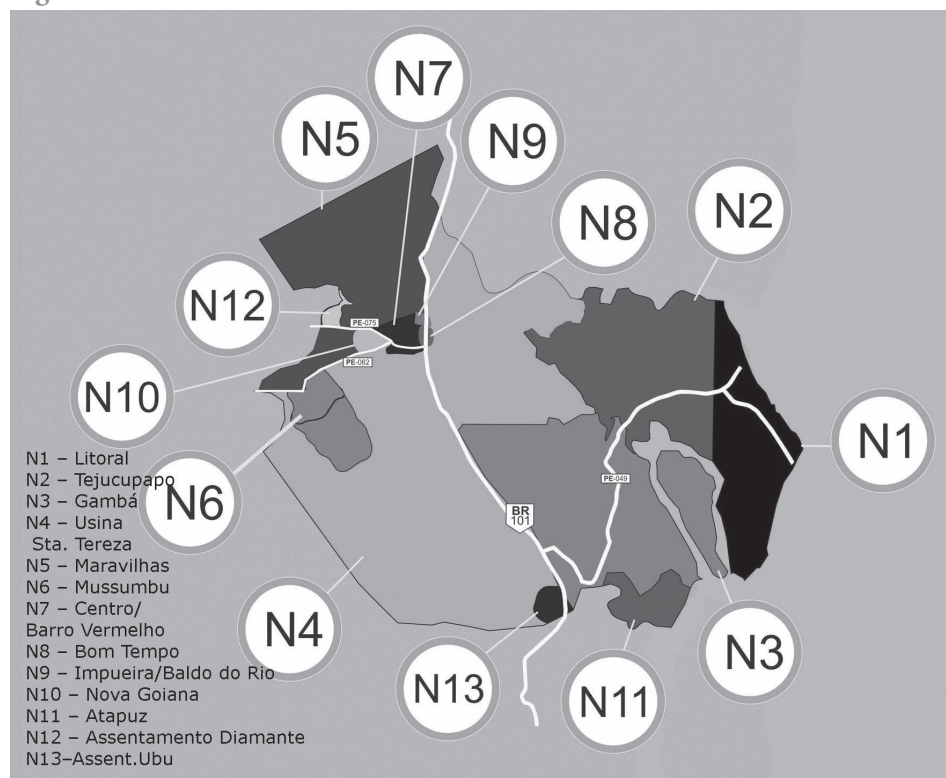 N7
N5
N9
N8
N2
N12
PE-075
PE-062
N10
N1
N6
PE-049
BR
101
N4
N3
N13
N11
N1 – Litoral
N2 – Tejucupapo
N3 – Gambá
N4 – Usina
Sta. Tereza
N5 – Maravilhas
N6 – Mussumbu
N7 – Centro/
Barro Vermelho
N8 – Bom Tempo
N9 – Impueira/Baldo do Rio
N10 – Nova Goiana
N11 – Atapuz
N12 – Assentamento Diamante
N13–Assent.Ubu